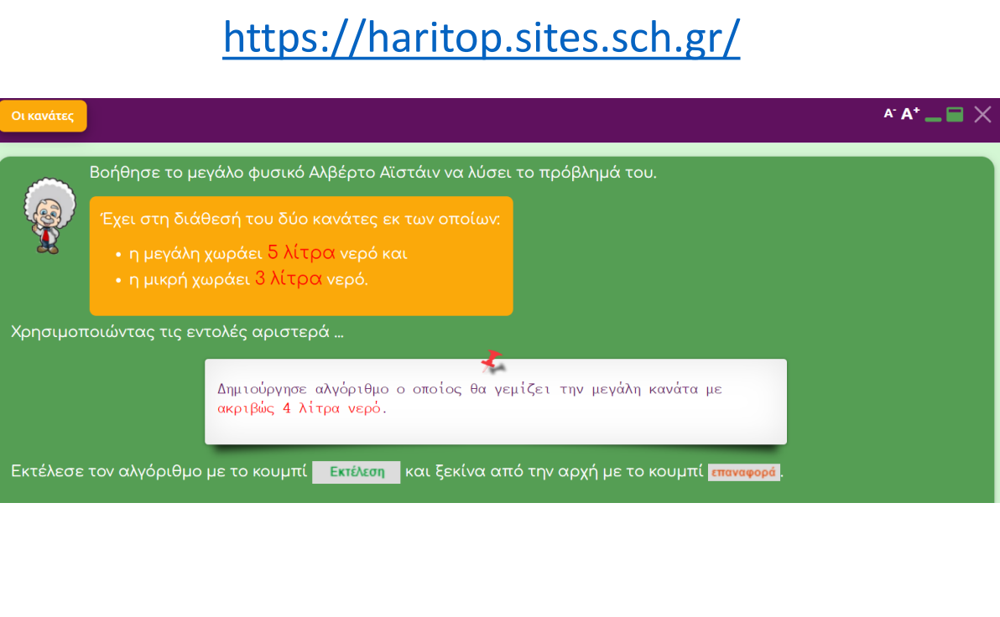 https://haritop.sites.sch.gr/
Οι κανάτες
A- A+
Βοήθησε το μεγάλο φυσικό Αλβέρτο Αϊστάιν να λύσει το πρόβλημά του.
Έχει στη διάθεσή του δύο κανάτες εκ των οποίων:
• η μεγάλη χωράει 5 λίτρα νερό και
• η μικρή χωράει 3 λίτρα νερό.
Χρησιμοποιώντας τις εντολές αριστερά ...
Δημιούργησε αλγόριθμο ο οποίος θα γεμίζει την μεγάλη κανάτα με
ακριβώς 4 λίτρα νερό.
Εκτέλεσε τον αλγόριθμο με το κουμπί Εκτέλεση και ξεκίνα από την αρχή με το κουμπί επαναφορά.